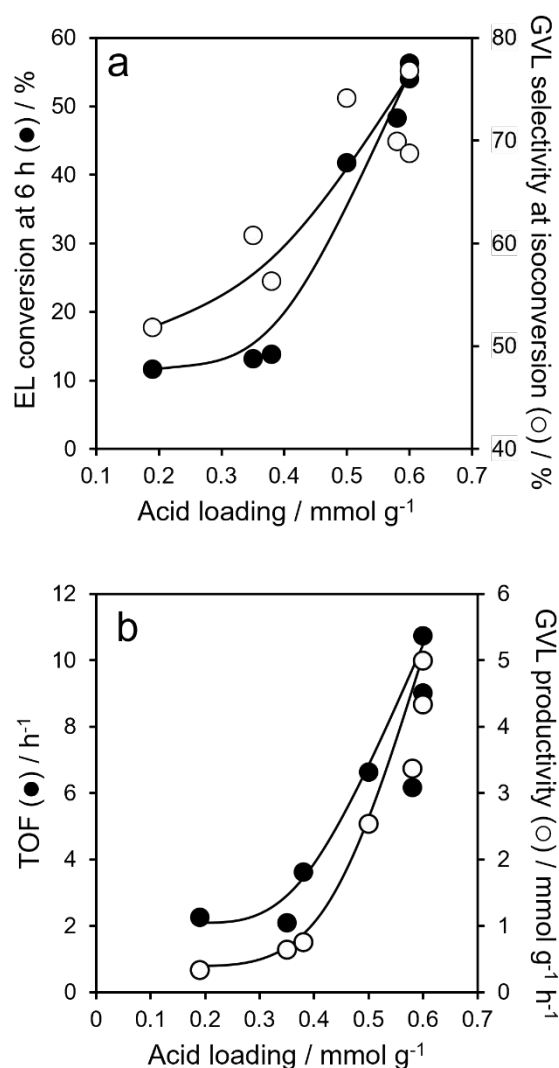 a
EL conversion at 6 h (●) / %
60
50
40
30
20
10
0
80
70
60
50
40
GVL selectivity at isoconversion (○) / %
0.1 0.2 0.3 0.4 0.5 0.6 0.7
Acid loading / mmol g⁻¹
b
TOF (●) / h⁻¹
12
10
8
6
4
2
0
6
5
4
3
2
1
0
GVL productivity (○) / mmol g⁻¹ h⁻¹
0 0.1 0.2 0.3 0.4 0.5 0.6 0.7
Acid loading / mmol g⁻¹